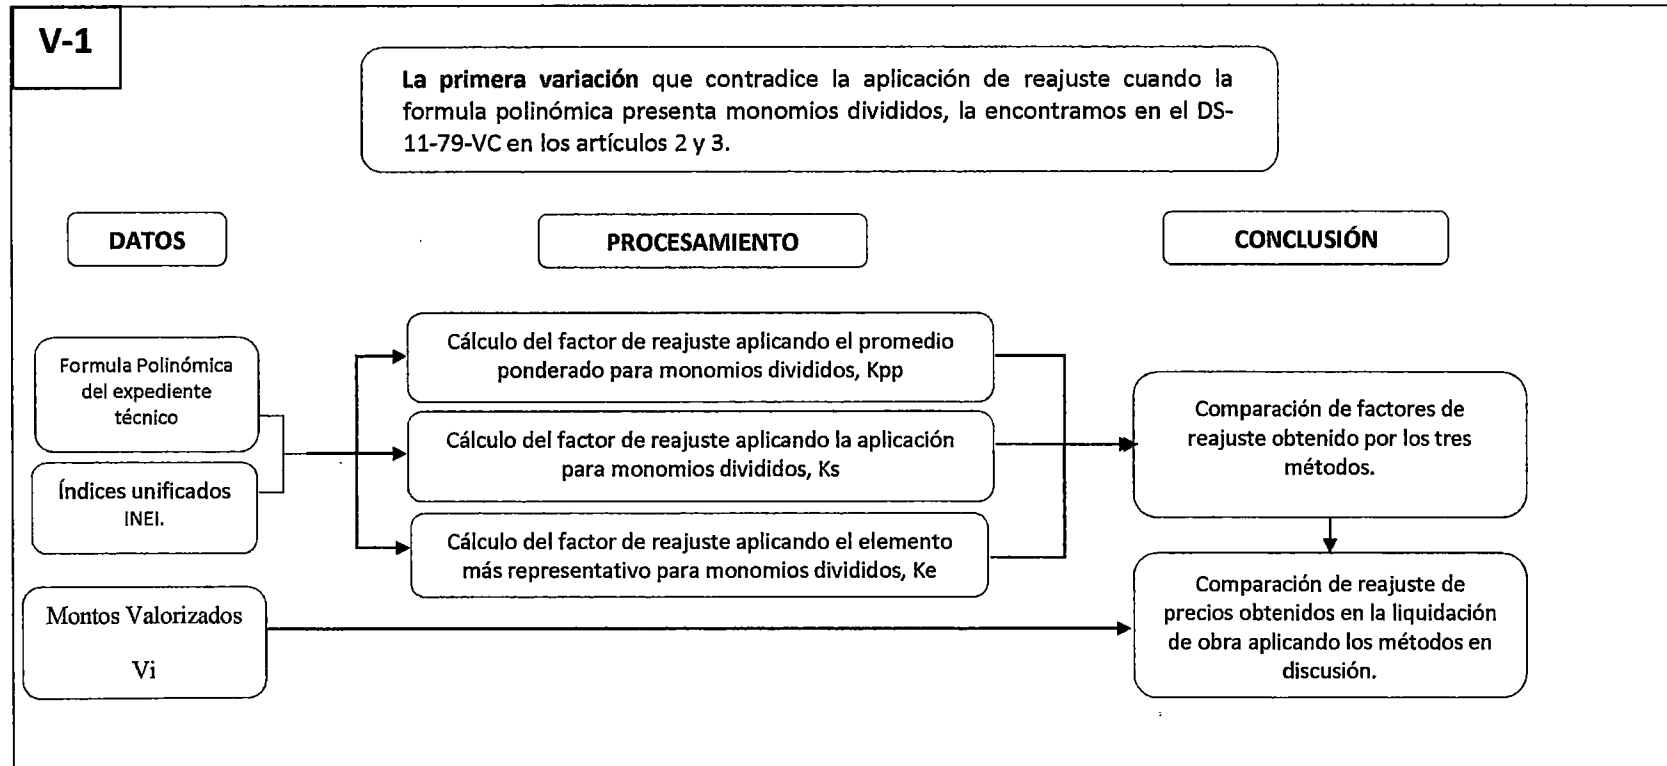 V-1
La primera variación que contradice la aplicación de reajuste cuando la
formula polinómica presenta monomios divididos, la encontramos en el DS-
11-79-VC en los artículos 2 y 3.
DATOS
PROCESAMIENTO
CONCLUSIÓN
Formula Polinómica
del expediente
técnico
Índices unificados
INEI.
Montos Valorizados
Vi
Cálculo del factor de reajuste aplicando el promedio
ponderado para monomios divididos, Kpp
Cálculo del factor de reajuste aplicando la aplicación
para monomios divididos, Ks
Cálculo del factor de reajuste aplicando el elemento
más representativo para monomios divididos, Ke
Comparación de factores de
reajuste obtenido por los tres
métodos.
Comparación de reajuste de
precios obtenidos en la liquidación
de obra aplicando los métodos en
discusión.